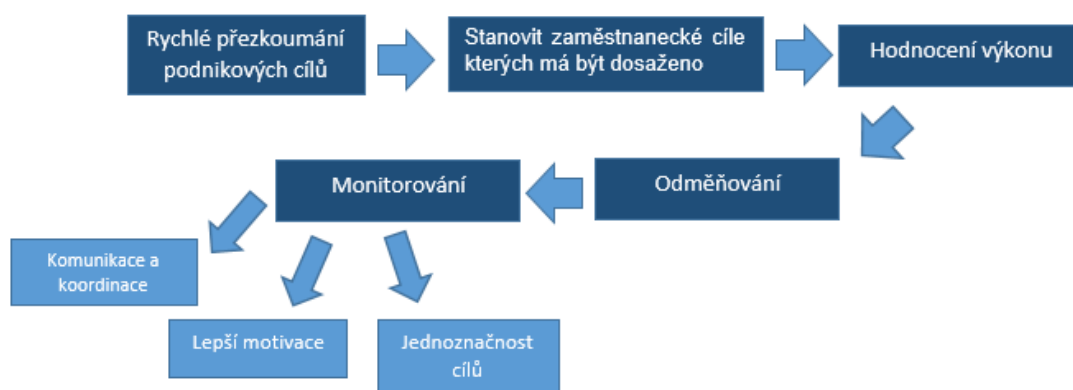 Rychlé přezkoumání
podnikových cílů
Stanovit zaměstnanecké cíle
kterých má být dosaženo
Hodnocení výkonu
Monitorování
Odměňování
Komunikace a
koordinace
Lepší motivace
Jednoznačnost
cílů